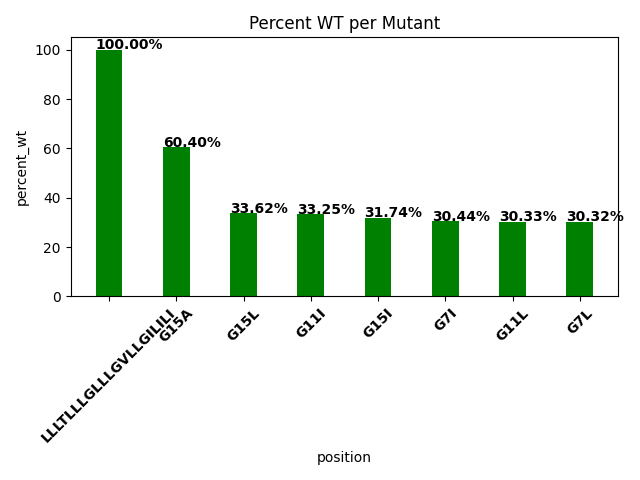 Percent WT per Mutant
percent_wt
100
80
60
40
20
0
100.00%
60.40%
33.62%
33.25%
31.74%
30.44%
30.33%
30.32%
LLLTLLLGLLLGVLLGILILI
G15A
G15L
G11I
G15I
G7I
G11L
G7L
position